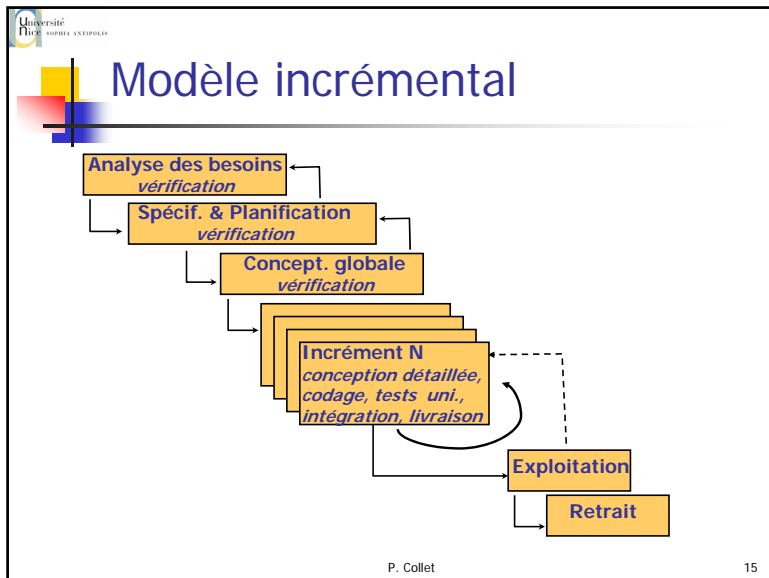 Université
Nice SOPHIA ANTIPOLIS
Modèle incrémental
Analyse des besoins
vérification
Spécif. & Planification
vérification
Concept. globale
vérification
Incrément N
conception détaillée,
codage, tests uni.,
intégration, livraison
Exploitation
Retrait
P. Collet
15